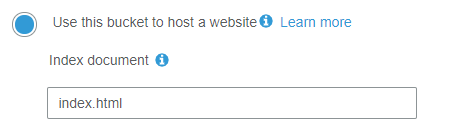 Use this bucket to host a website Learn more
Index document
index.html